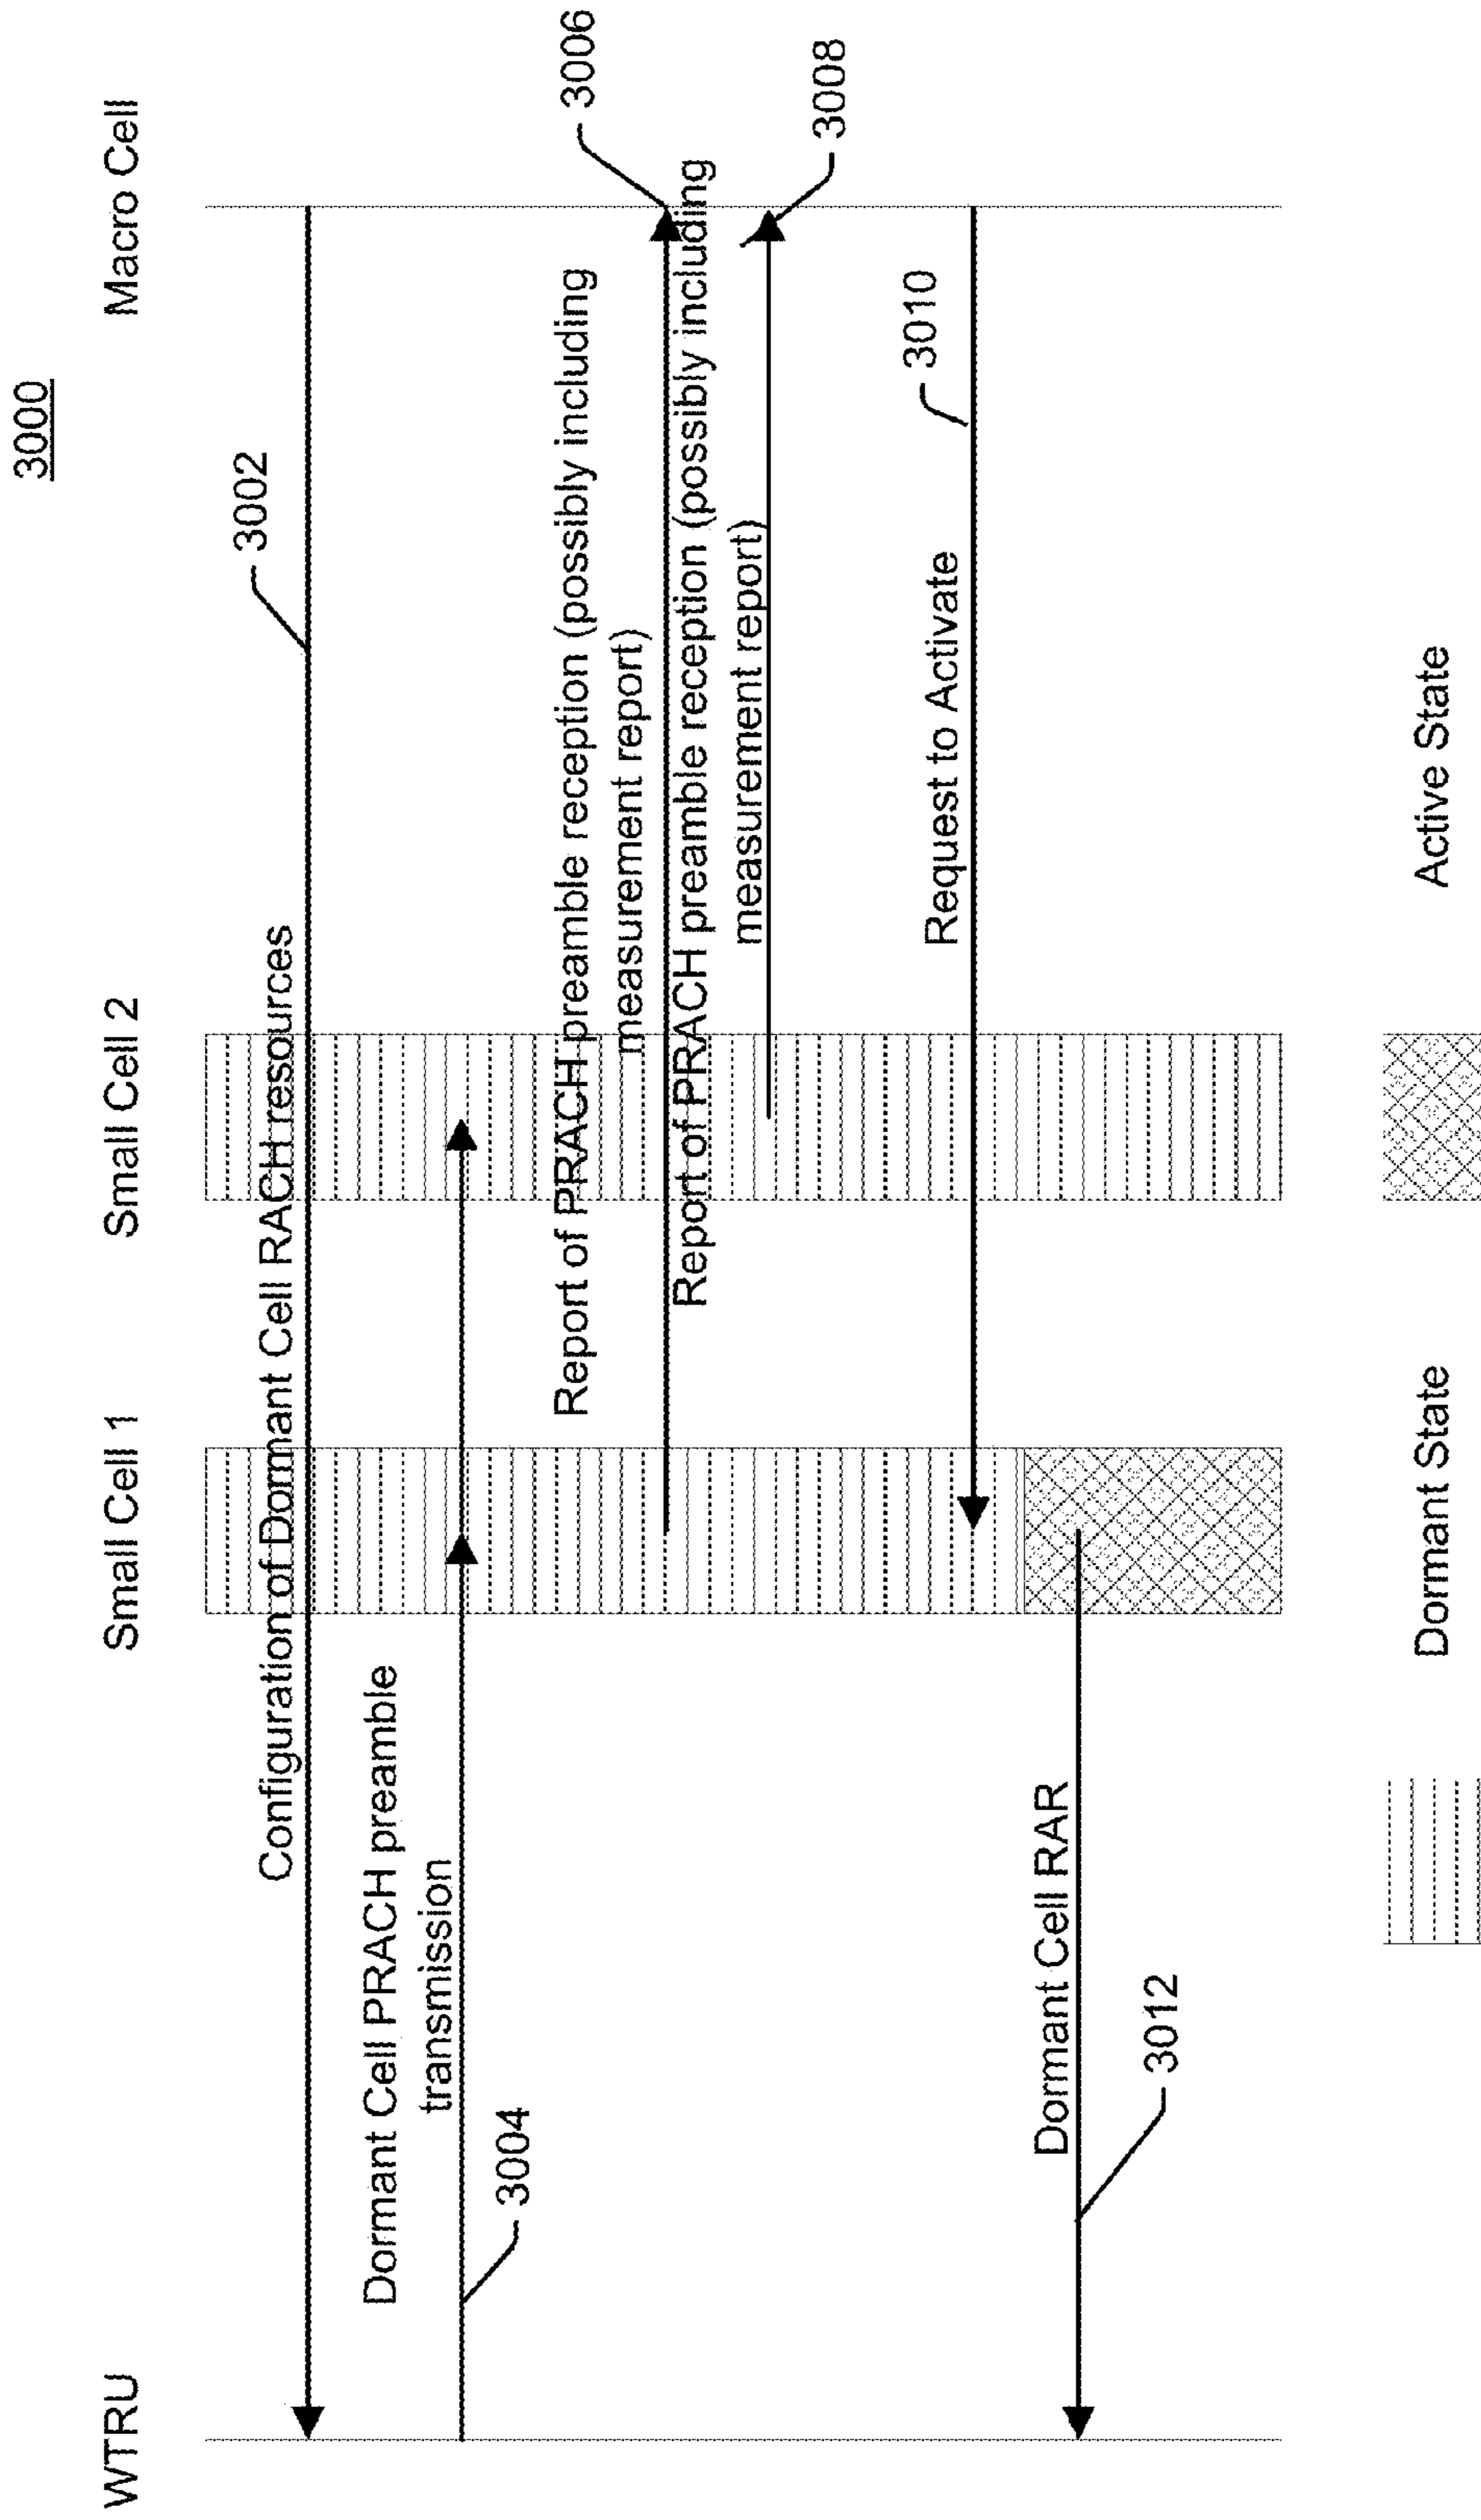 3000
WTRU
Small Cell 1
Small Cell 2
Macro Cell
3002
Configuration of Dormant Cell RACH resources
Dormant Cell PRACH preamble
transmission
3004
Report of PRACH preamble reception (possibly including
measurement report)
3006
Report of PRACH preamble reception (possibly including
measurement report)
3008
3010
Request to Activate
Dormant Cell RAR
3012
Dormant State
Active State